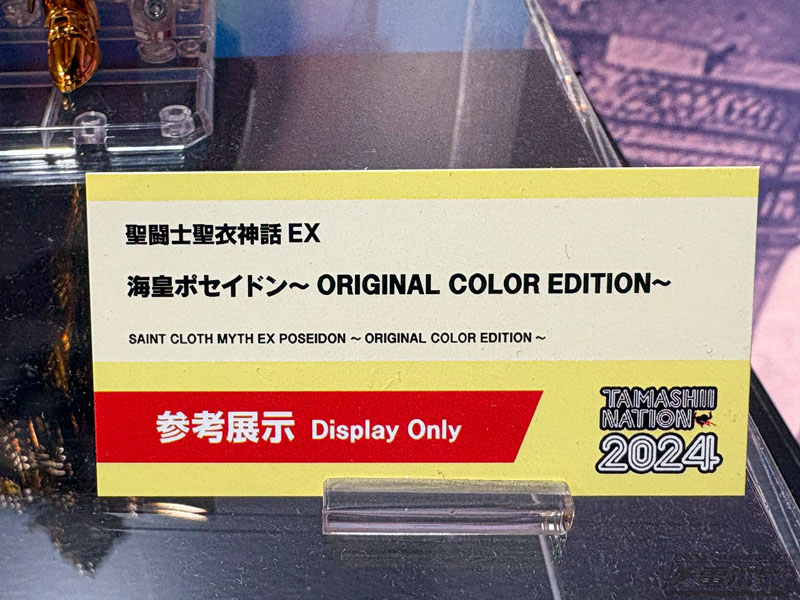 聖闘士聖衣神話 EX
海皇ポセイドン～ ORIGINAL COLOR EDITION～
SAINT CLOTH MYTH EX POSEIDON ～ ORIGINAL COLOR EDITION ～
参考展示 Display Only
TAMASHII
NATION
2024